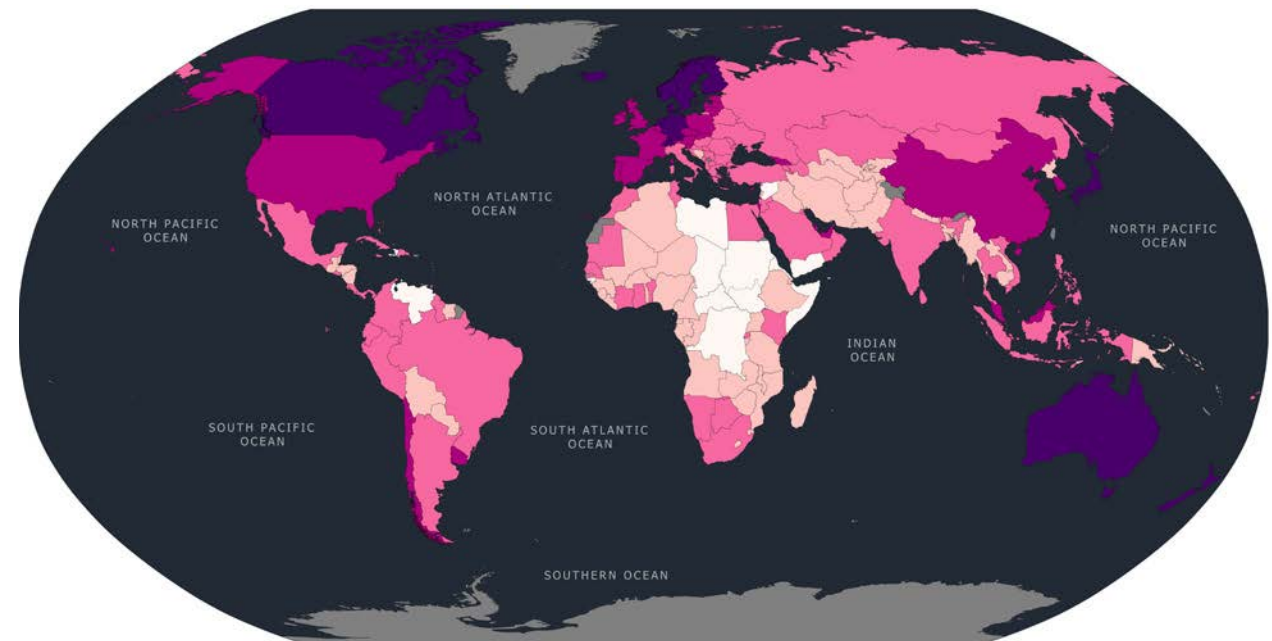 NORTH ATLANTIC
OCEAN
NORTH PACIFIC
OCEAN
NORTH PACIFIC
OCEAN
INDIAN
OCEAN
SOUTH PACIFIC
OCEAN
SOUTH ATLANTIC
OCEAN
SOUTHERN OCEAN